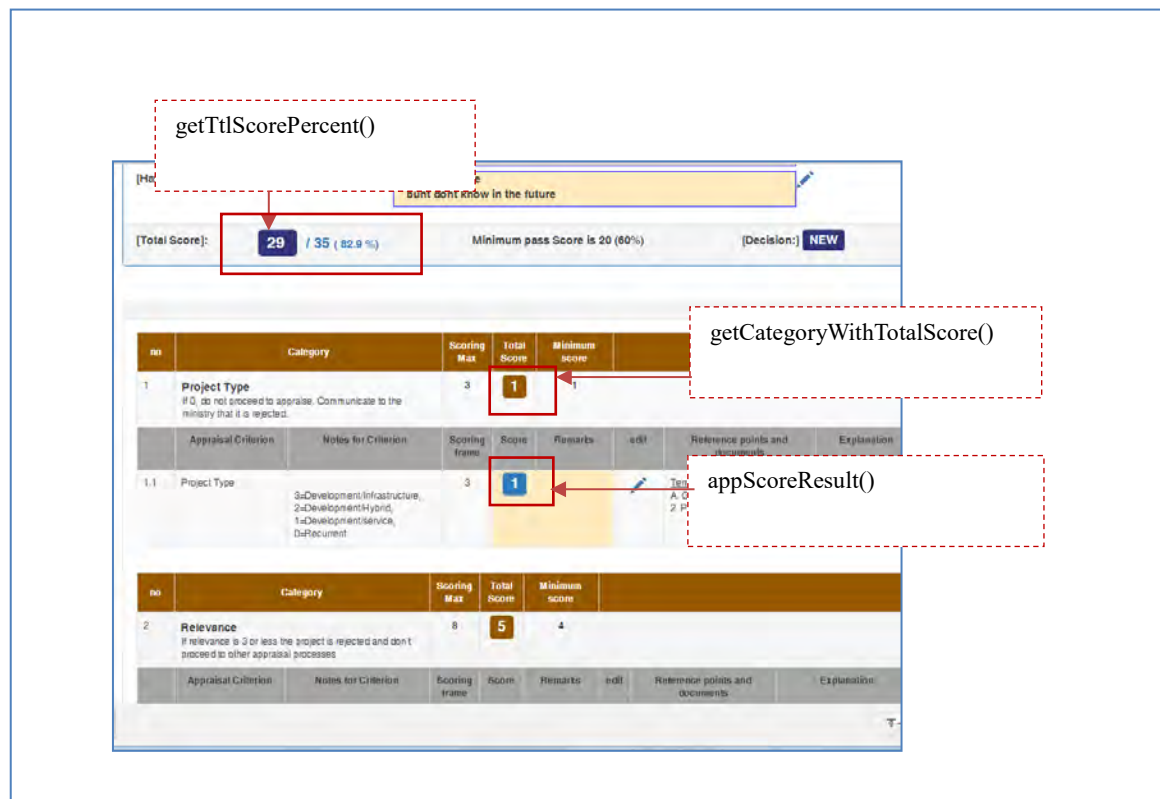 getTtlScorePercent()
[Ha
e
Bunt dont know in the future
[Total Score]: 29 / 35 ( 82.9 %) Minimum pass Score is 20 (60%) [Decision:] NEW
getCategoryWithTotalScore()
no Category Scoring Max Total Score Minimum score
1 Project Type 3 1 1
If 0, do not proceed to appraise. Communicate to the
ministry that it is rejected.
Appraisal Criterion Notes for Criterion Scoring frame Score Remarks edit Reference points and documents Explanation
appScoreResult()
1.1 Project Type 3 1 Ten
3=Development/Infrastructure, A. O
2=Development/Hybrid, 2. P
1=Development/service,
0=Recurrent
no Category Scoring Max Total Score Minimum score
2 Relevance 8 5 4
If relevance is 3 or less the project is rejected and don't
proceed to other appraisal processes
Appraisal Criterion Notes for Criterion Scoring frame Score Remarks edit Reference points and documents Explanation